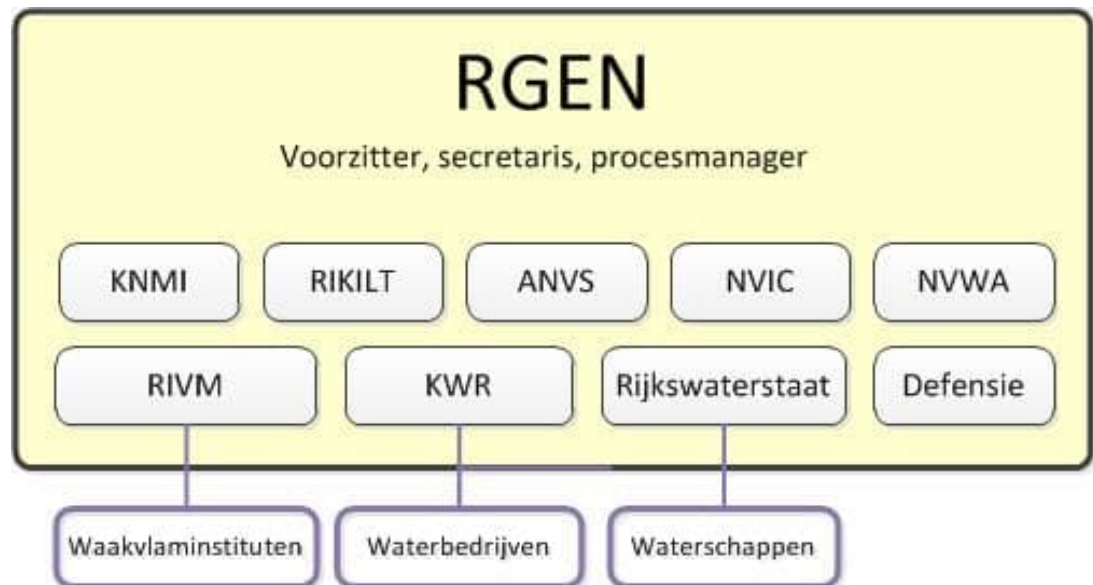 RGEN
Voorzitter, secretaris, procesmanager
KNMI RIKILT ANVS NVIC NVWA
RIVM KWR Rijkswaterstaat Defensie
Waakvlaminstituten Waterbedrijven Waterschappen